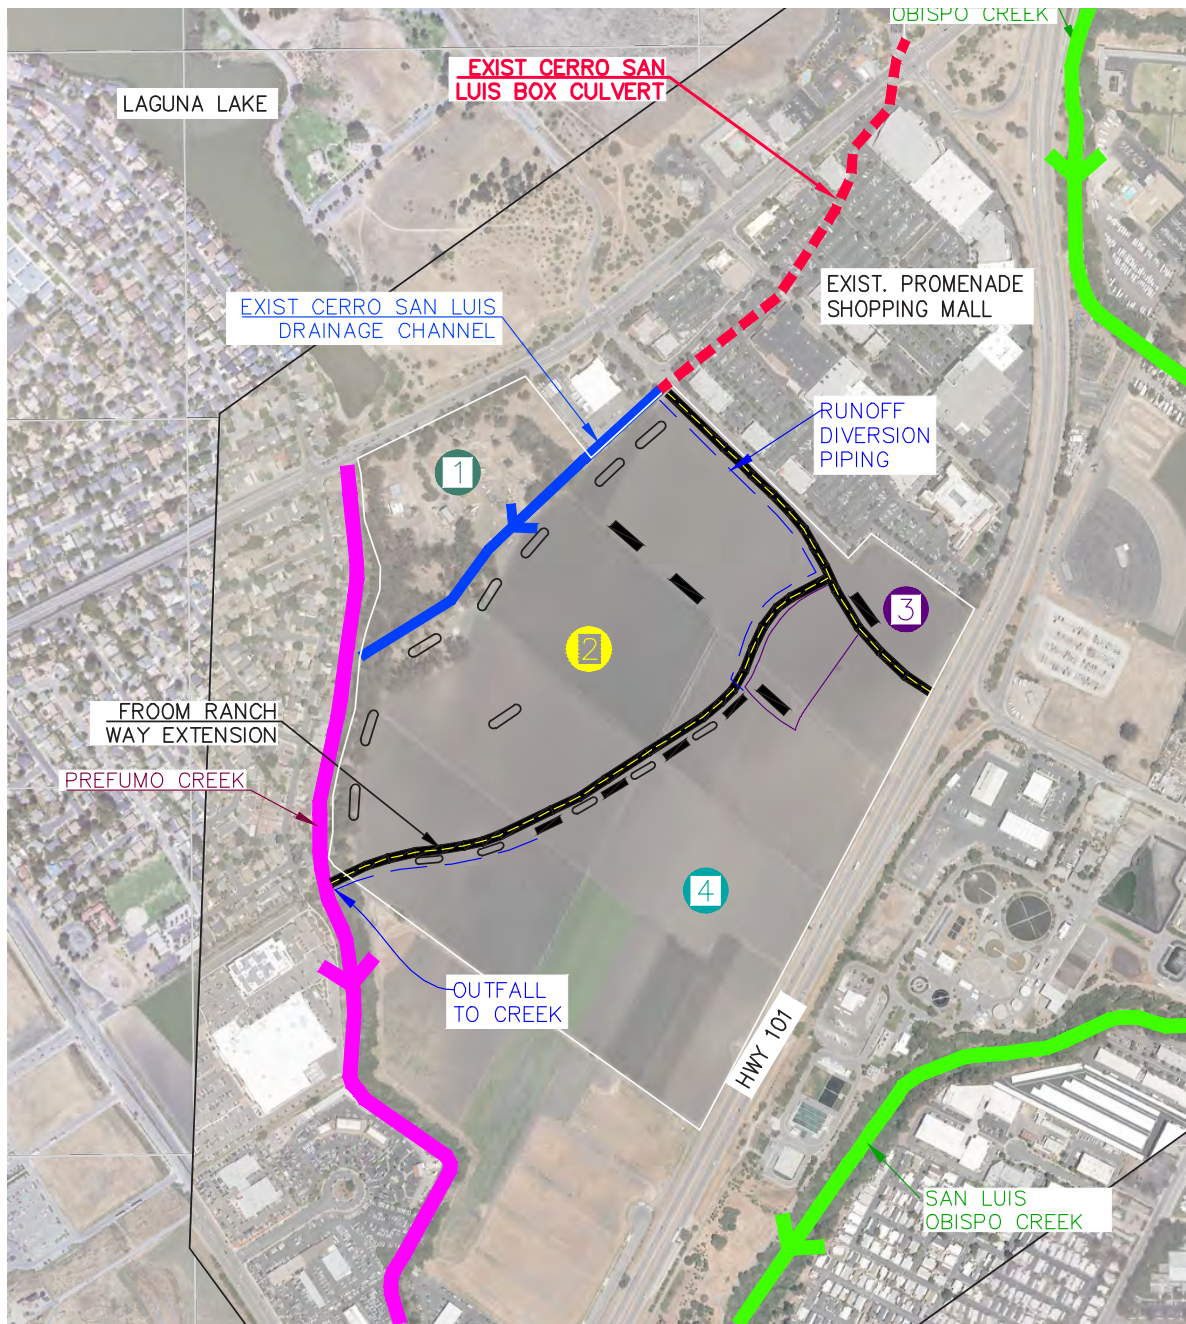 OBISPO CREEK
EXIST CERRO SAN
LUIS BOX CULVERT
LAGUNA LAKE
EXIST. PROMENADE
SHOPPING MALL
EXIST CERRO SAN LUIS
DRAINAGE CHANNEL
RUNOFF
DIVERSION
PIPING
1
3
2
FROOM RANCH
WAY EXTENSION
PREFUMO CREEK
4
OUTFALL
TO CREEK
HWY 101
SAN LUIS
OBISPO CREEK